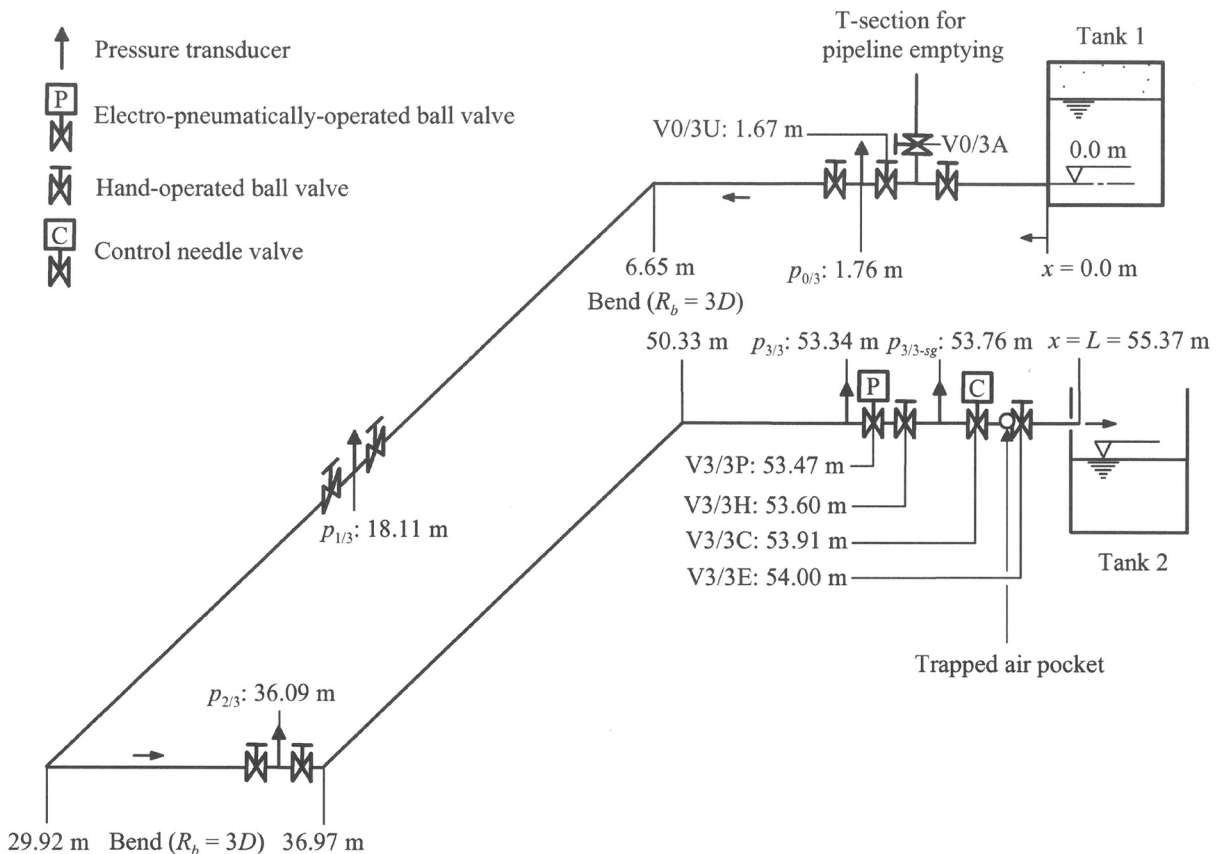 Pressure transducer
P
Electro-pneumatically-operated ball valve
Hand-operated ball valve
C
Control needle valve
T-section for
pipeline emptying
Tank 1
V0/3U: 1.67 m
V0/3A
0.0 m
6.65 m
p0/3: 1.76 m
x = 0.0 m
Bend (Rb = 3D)
50.33 m
p3/3: 53.34 m
p3/3-sg: 53.76 m
x = L = 55.37 m
P
C
V3/3P: 53.47 m
V3/3H: 53.60 m
V3/3C: 53.91 m
V3/3E: 54.00 m
Tank 2
p1/3: 18.11 m
Trapped air pocket
p2/3: 36.09 m
29.92 m
Bend (Rb = 3D)
36.97 m